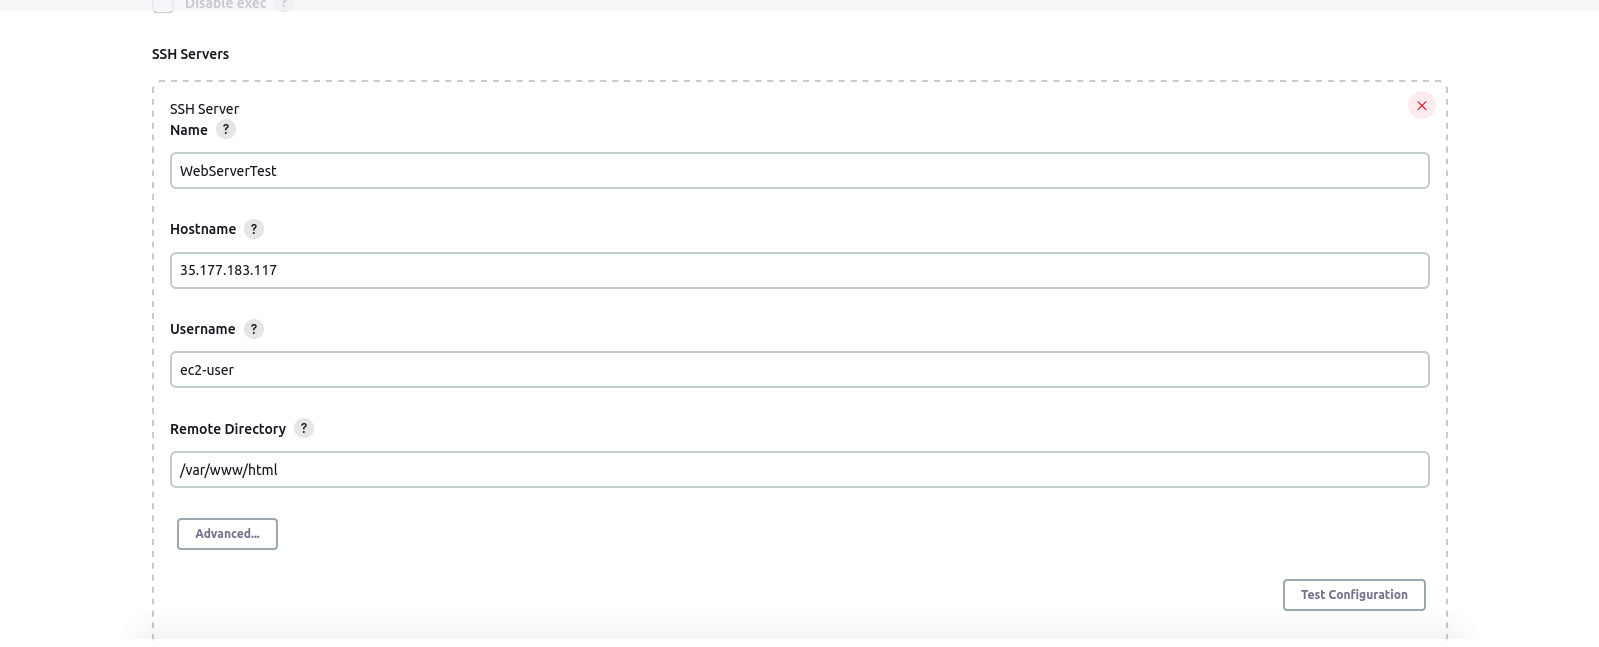 Disable exec ?
SSH Servers
SSH Server
Name ?
WebServerTest
Hostname ?
35.177.183.117
Username ?
ec2-user
Remote Directory ?
/var/www/html
Advanced...
Test Configuration